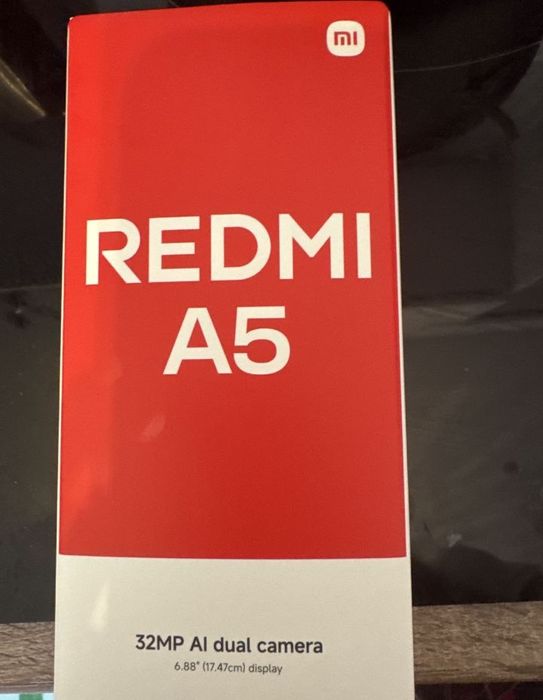 mi
REDMI
A5
32MP AI dual camera
6.88" (17.47cm) display